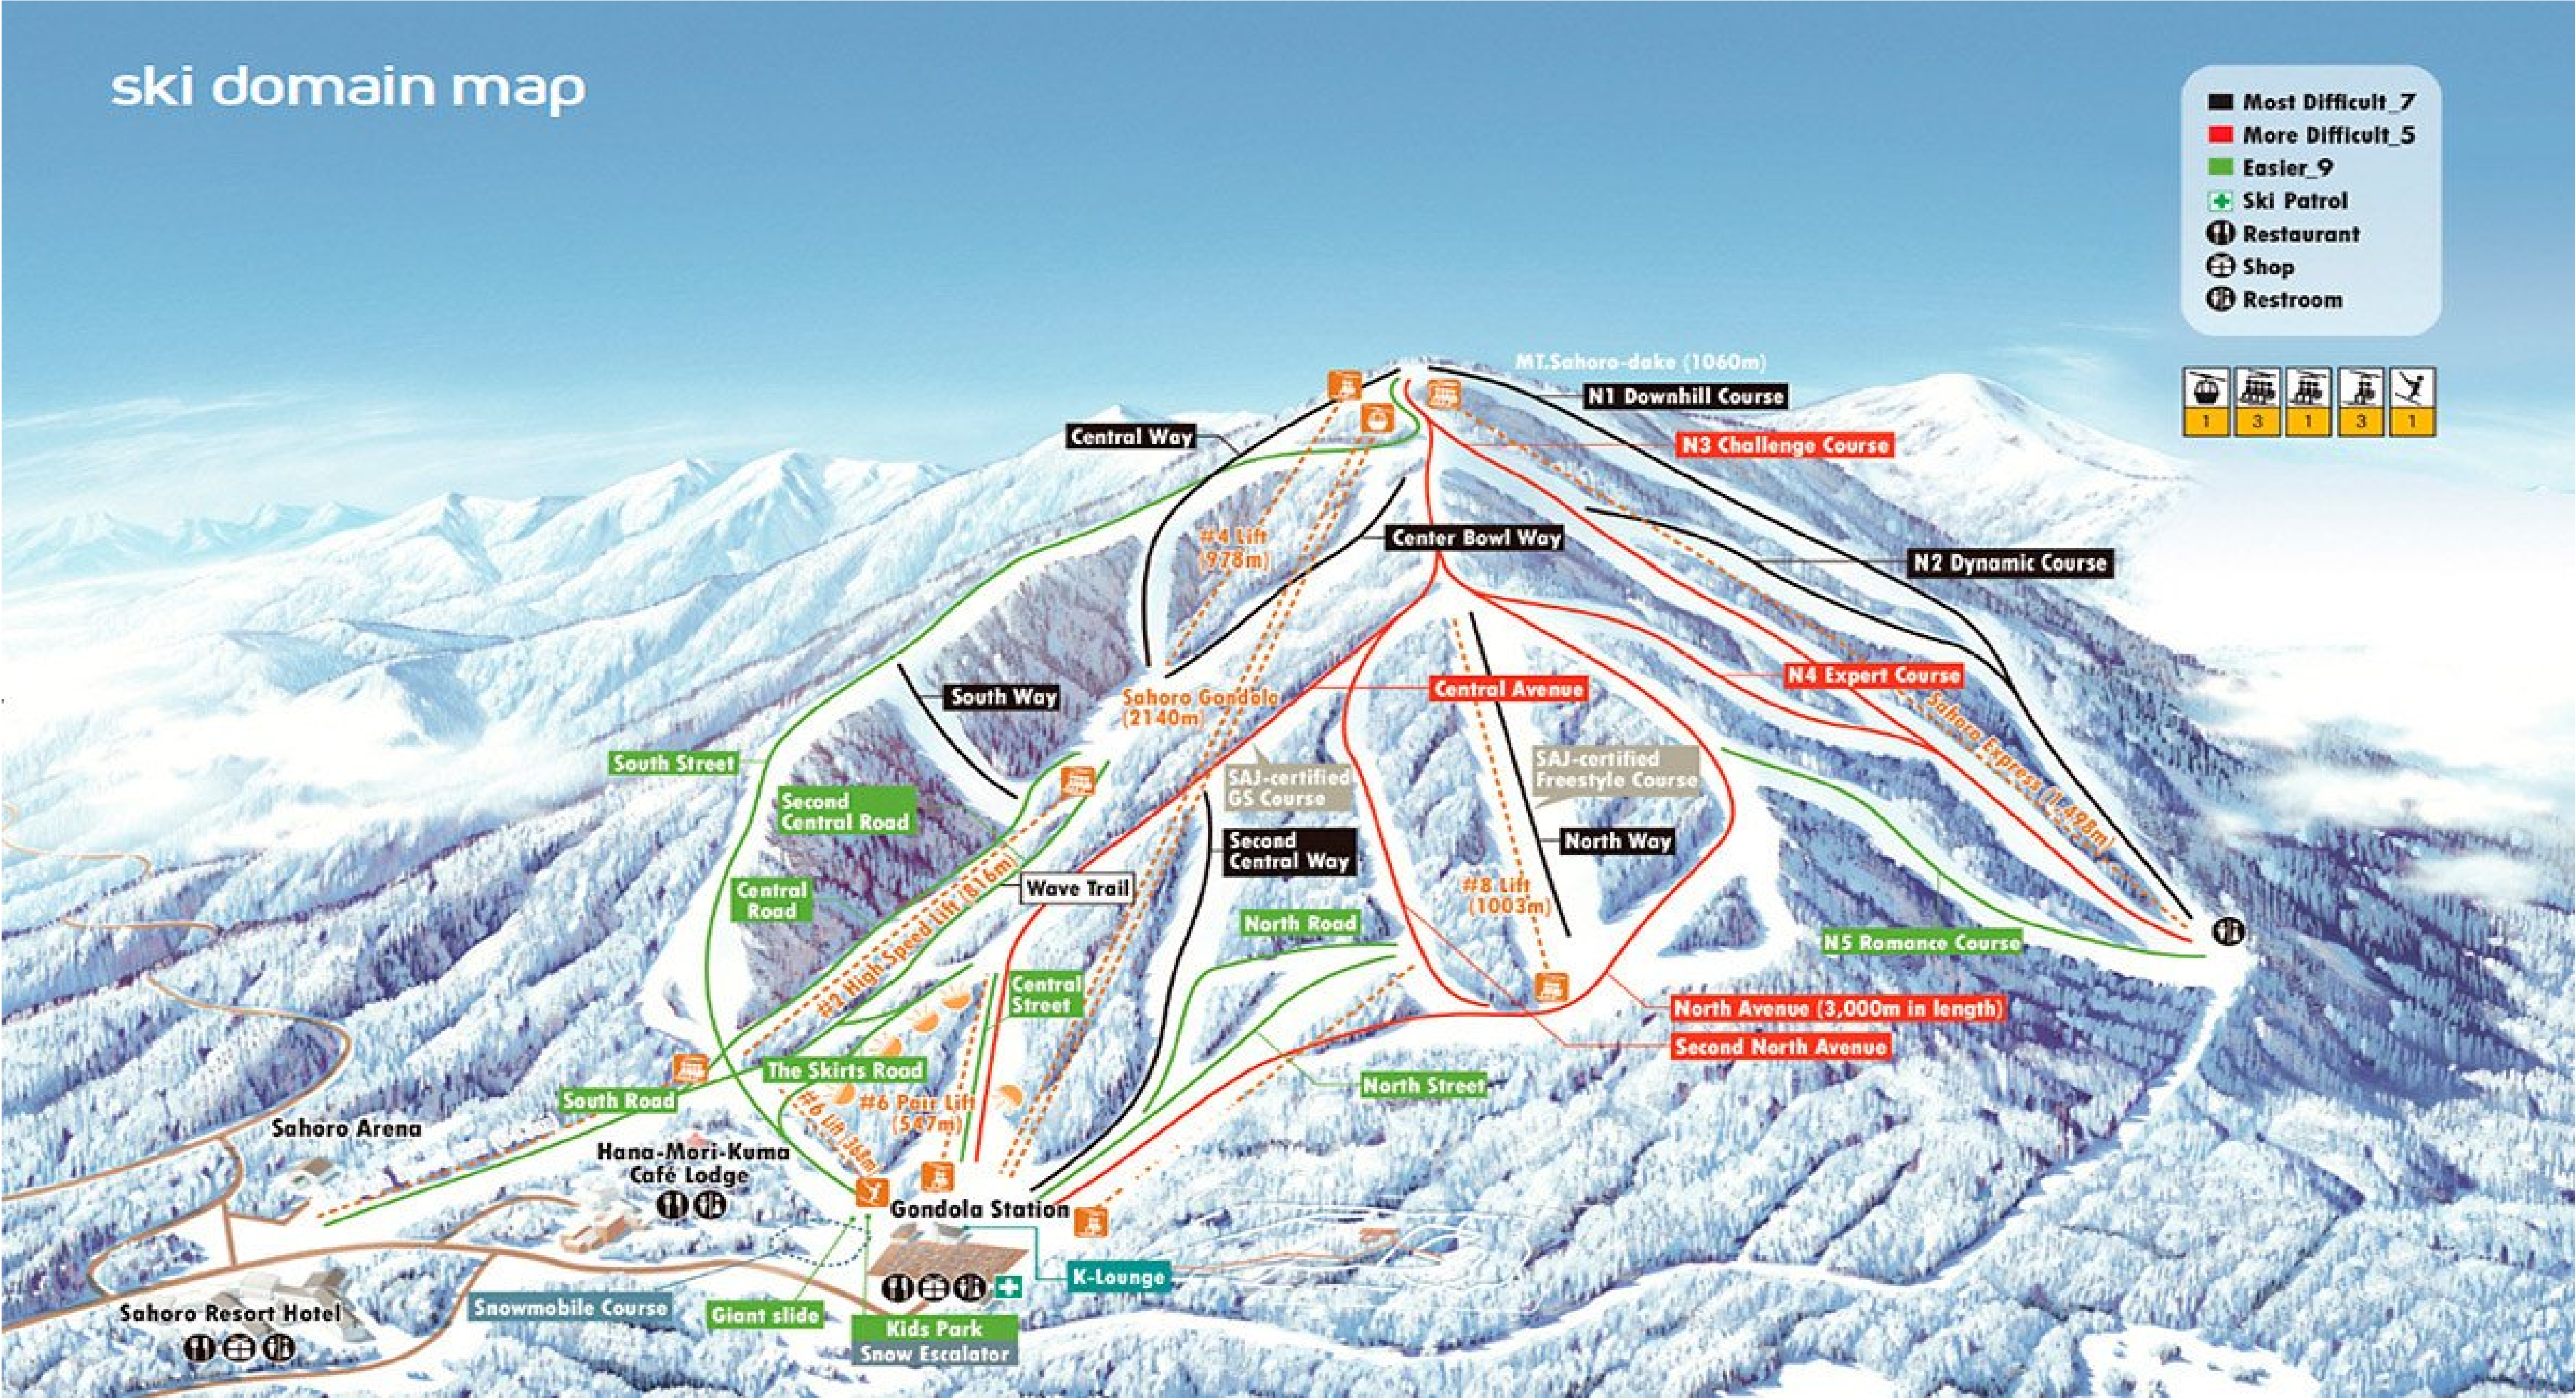 ski domain map
Most Difficult_7
More Difficult_5
Easier_9
Ski Patrol
Restaurant
Shop
Restroom
1 3 1 3 1
MT.Sahoro-dake (1060m)
N1 Downhill Course
Central Way
N3 Challenge Course
#4 Lift
(978m)
Center Bowl Way
N2 Dynamic Course
South Way
Sahoro Gondola
(2140m)
Central Avenue
N4 Expert Course
Sahoro Express (1,498m)
South Street
SAJ-certified
GS Course
SAJ-certified
Freestyle Course
Second
Central Road
Second
Central Way
North Way
Central
Road
Wave Trail
#2 High Speed Lift (816m)
#8 Lift
(1003m)
North Road
N5 Romance Course
Central
Street
North Avenue (3,000m in length)
Second North Avenue
The Skirts Road
North Street
South Road
#6 Pair Lift
(547m)
#6 Lift 368m
Sahoro Arena
Hana-Mori-Kuma
Café Lodge
Gondola Station
K-Lounge
Sahoro Resort Hotel
Snowmobile Course
Giant slide
Kids Park
Snow Escalator